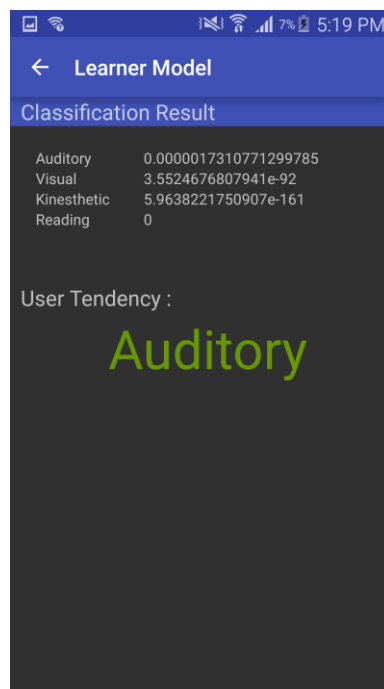 7% 5:19 PM
Learner Model
Classification Result
Auditory 0.0000017310771299785
Visual 3.5524676807941e-92
Kinesthetic 5.9638221750907e-161
Reading 0
User Tendency :
Auditory